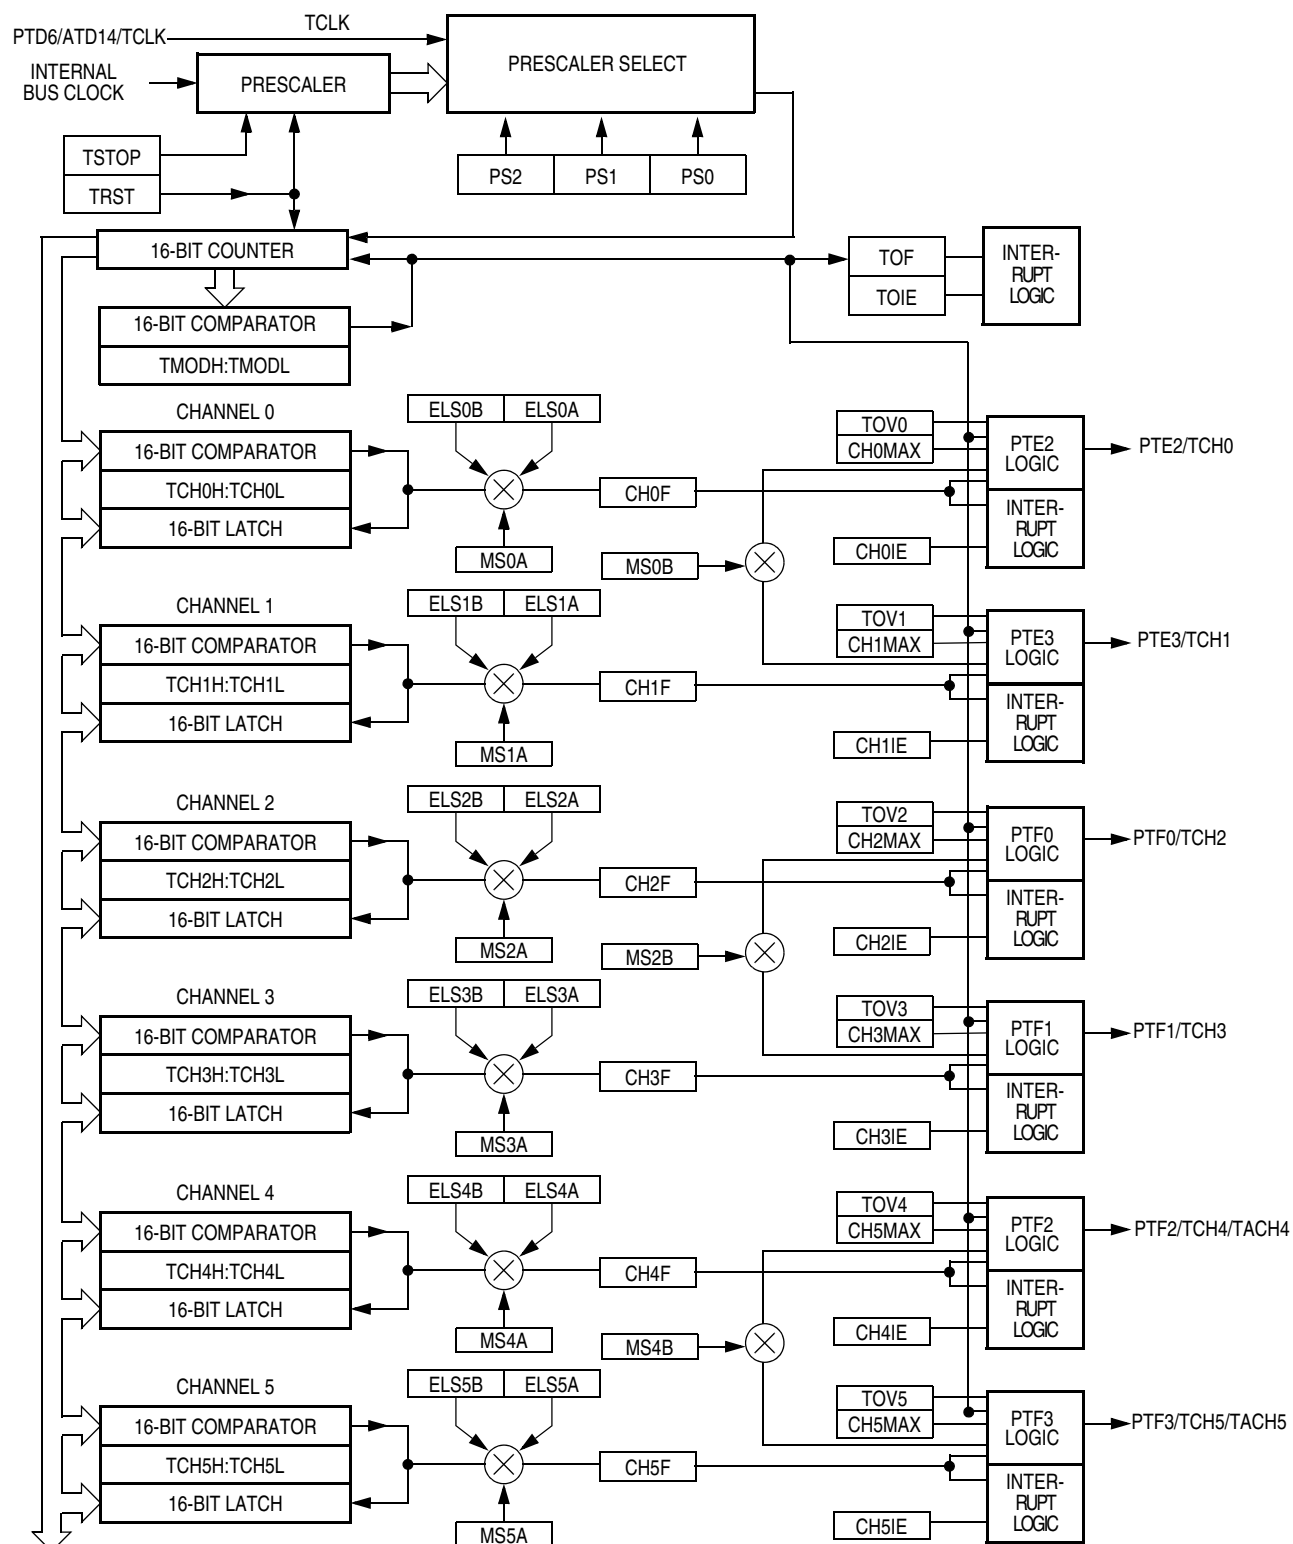 TCLK
PTD6/ATD14/TCLK
PRESCALER SELECT
INTERNAL
BUS CLOCK
PRESCALER
TSTOP
TRST
PS2 PS1 PS0
16-BIT COUNTER
TOF
TOIE
INTER-
RUPT
LOGIC
16-BIT COMPARATOR
TMODH:TMODL
CHANNEL 0
ELS0B ELS0A
16-BIT COMPARATOR
TCH0H:TCH0L
16-BIT LATCH
MS0A
CH0F
MS0B
TOV0
CH0MAX
CH0IE
PTE2
LOGIC
INTER-
RUPT
LOGIC
PTE2/TCH0
CHANNEL 1
ELS1B ELS1A
16-BIT COMPARATOR
TCH1H:TCH1L
16-BIT LATCH
MS1A
CH1F
TOV1
CH1MAX
CH1IE
PTE3
LOGIC
INTER-
RUPT
LOGIC
PTE3/TCH1
CHANNEL 2
ELS2B ELS2A
16-BIT COMPARATOR
TCH2H:TCH2L
16-BIT LATCH
MS2A
CH2F
MS2B
TOV2
CH2MAX
CH2IE
PTF0
LOGIC
INTER-
RUPT
LOGIC
PTF0/TCH2
CHANNEL 3
ELS3B ELS3A
16-BIT COMPARATOR
TCH3H:TCH3L
16-BIT LATCH
MS3A
CH3F
TOV3
CH3MAX
CH3IE
PTF1
LOGIC
INTER-
RUPT
LOGIC
PTF1/TCH3
CHANNEL 4
ELS4B ELS4A
16-BIT COMPARATOR
TCH4H:TCH4L
16-BIT LATCH
MS4A
CH4F
MS4B
TOV4
CH5MAX
CH4IE
PTF2
LOGIC
INTER-
RUPT
LOGIC
PTF2/TCH4/TACH4
CHANNEL 5
ELS5B ELS5A
16-BIT COMPARATOR
TCH5H:TCH5L
16-BIT LATCH
MS5A
CH5F
TOV5
CH5MAX
CH5IE
PTF3
LOGIC
INTER-
RUPT
LOGIC
PTF3/TCH5/TACH5